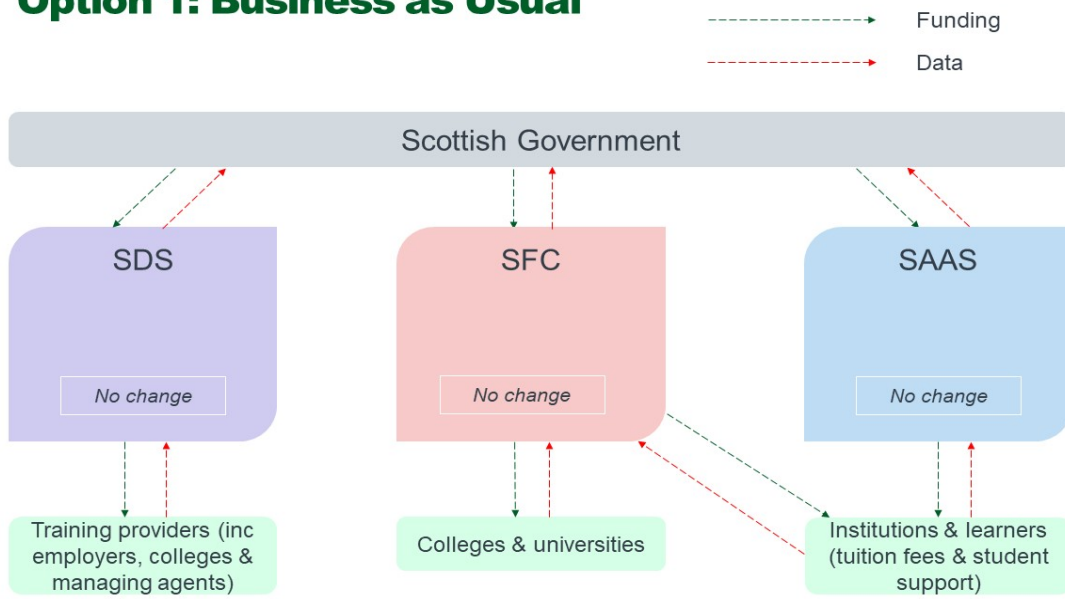 Option 1: Business as Usual
Funding
Data
Scottish Government
SDS
SFC
SAAS
No change
No change
No change
Training providers (inc
employers, colleges &
managing agents)
Colleges & universities
Institutions & learners
(tuition fees & student
support)